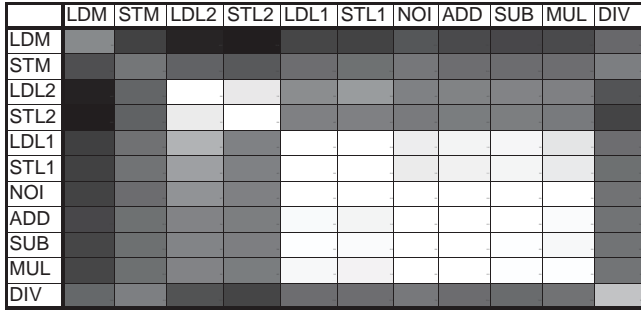 LDM STM LDL2 STL2 LDL1 STL1 NOI ADD SUB MUL DIV
LDM
STM
LDL2
STL2
LDL1
STL1
NOI
ADD
SUB
MUL
DIV